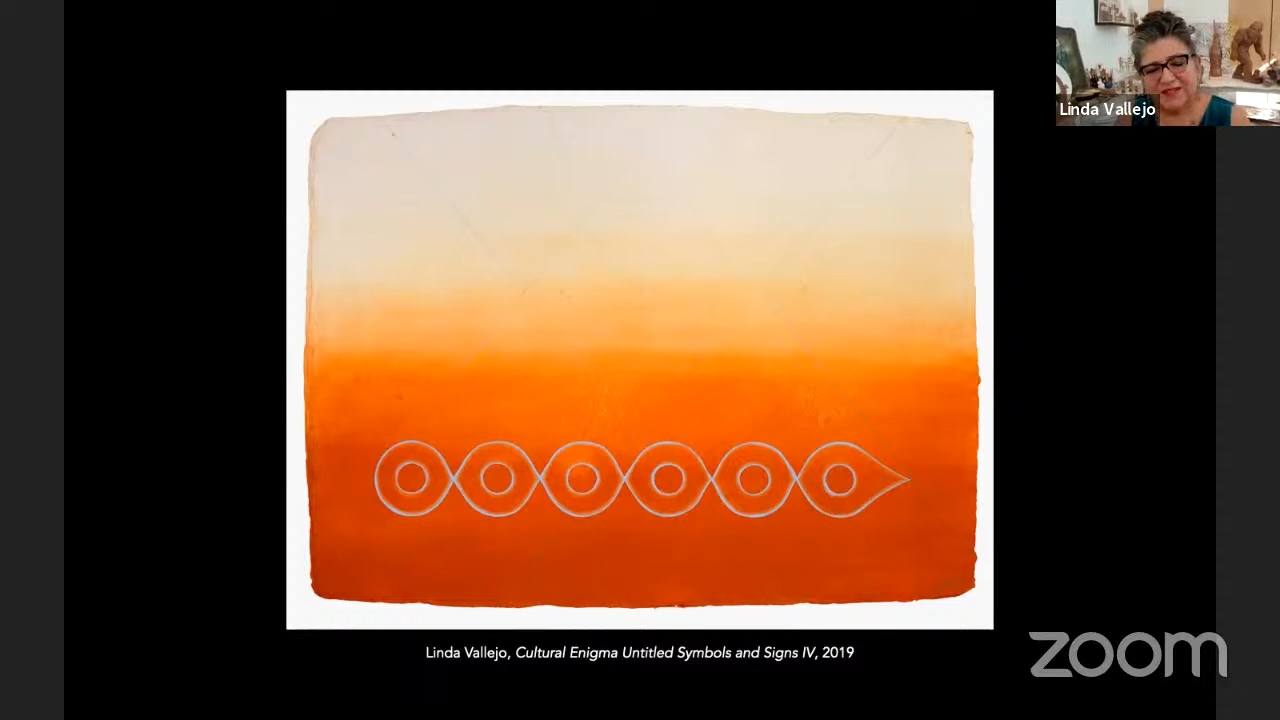 Linda Vallejo
Linda Vallejo, Cultural Enigma Untitled Symbols and Signs IV, 2019
zoom